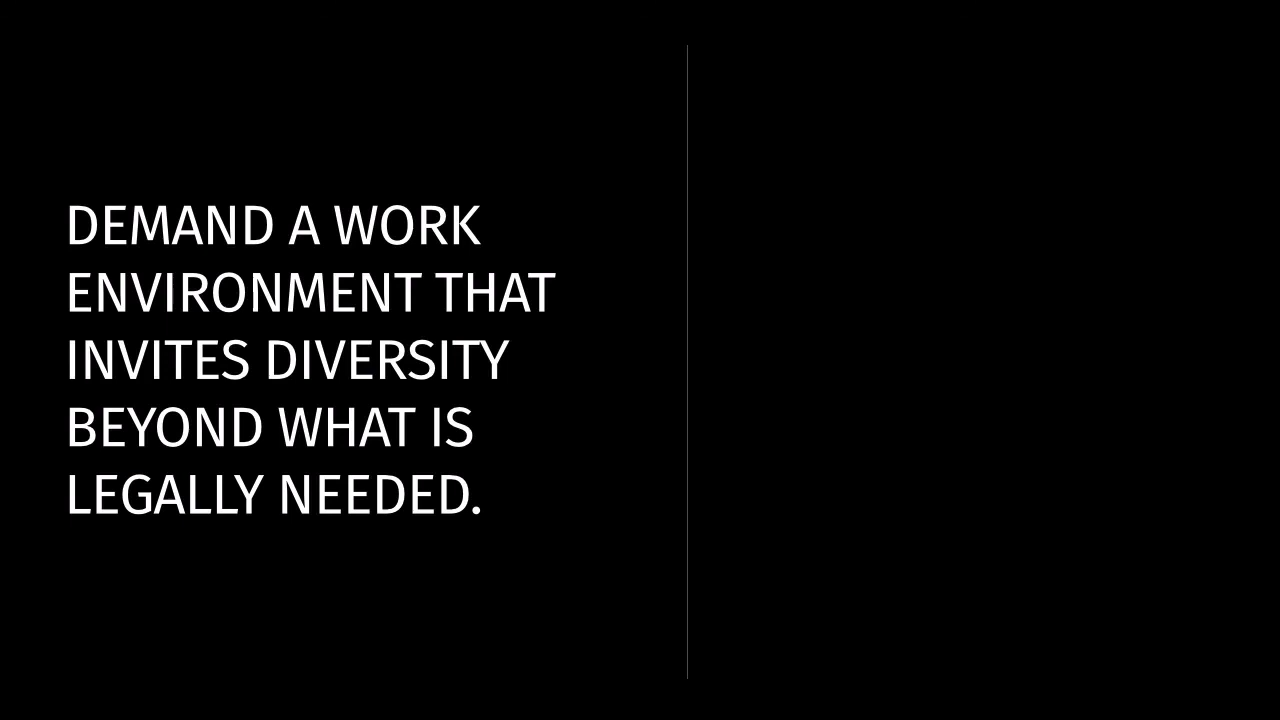 DEMAND A WORK
ENVIRONMENT THAT
INVITES DIVERSITY
BEYOND WHAT IS
LEGALLY NEEDED.